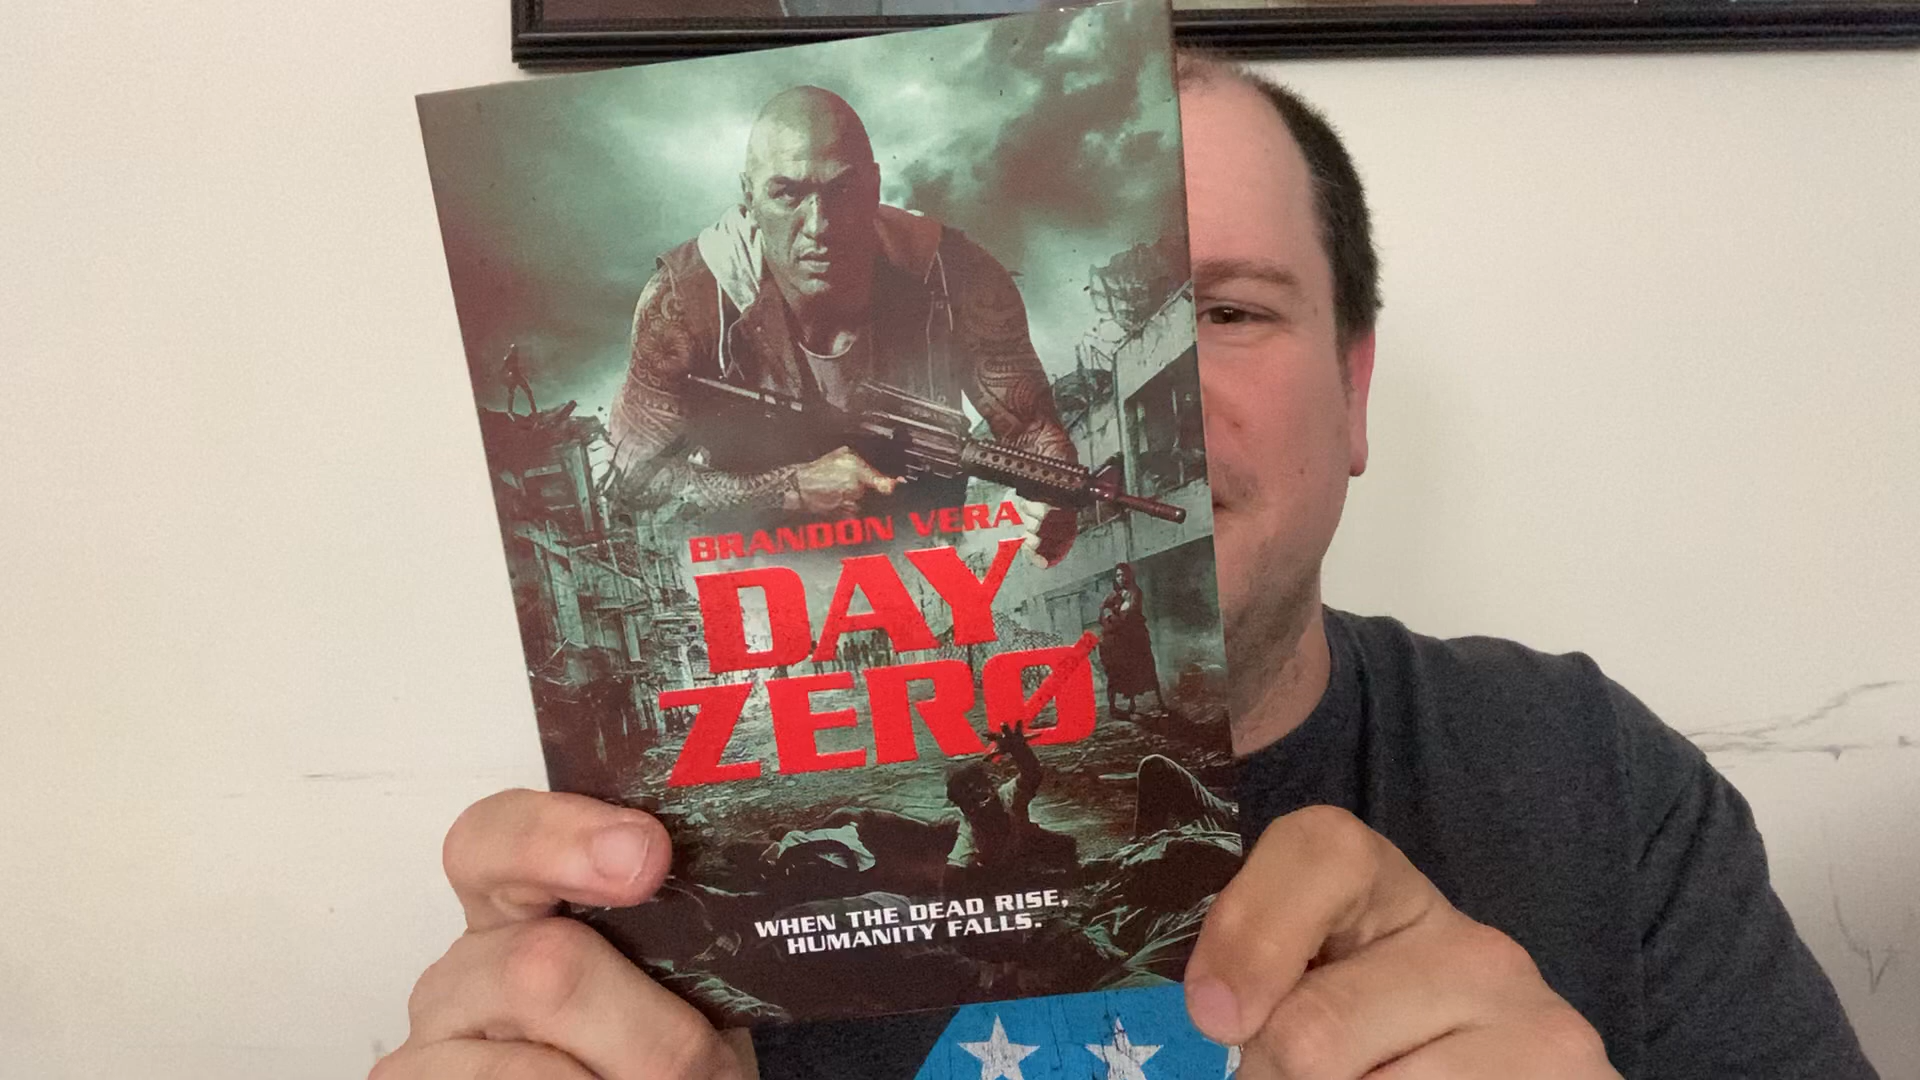 BRANDON VERA
DAY
ZERØ
WHEN THE DEAD RISE,
HUMANITY FALLS.